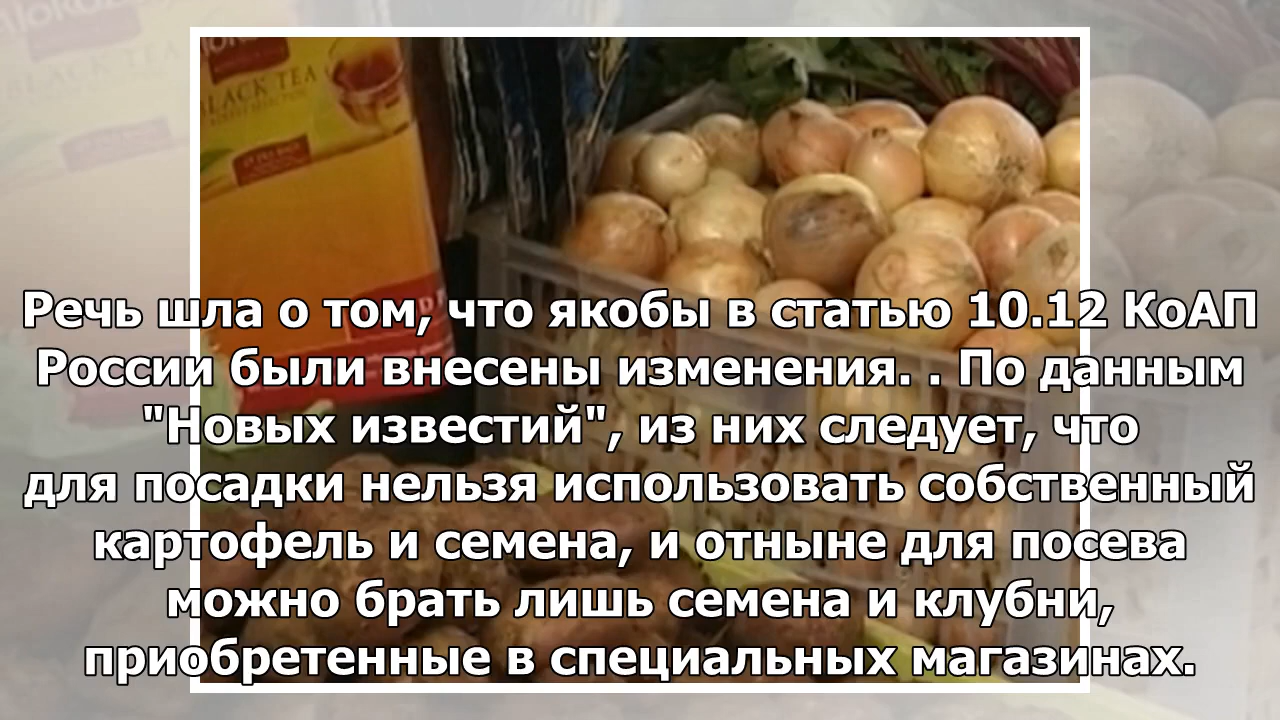 BLACK TEA
Речь шла о том, что якобы в статью 10.12 КоАП
России были внесены изменения. . По данным
"Новых известий", из них следует, что
для посадки нельзя использовать собственный
картофель и семена, и отныне для посева
можно брать лишь семена и клубни,
приобретенные в специальных магазинах.